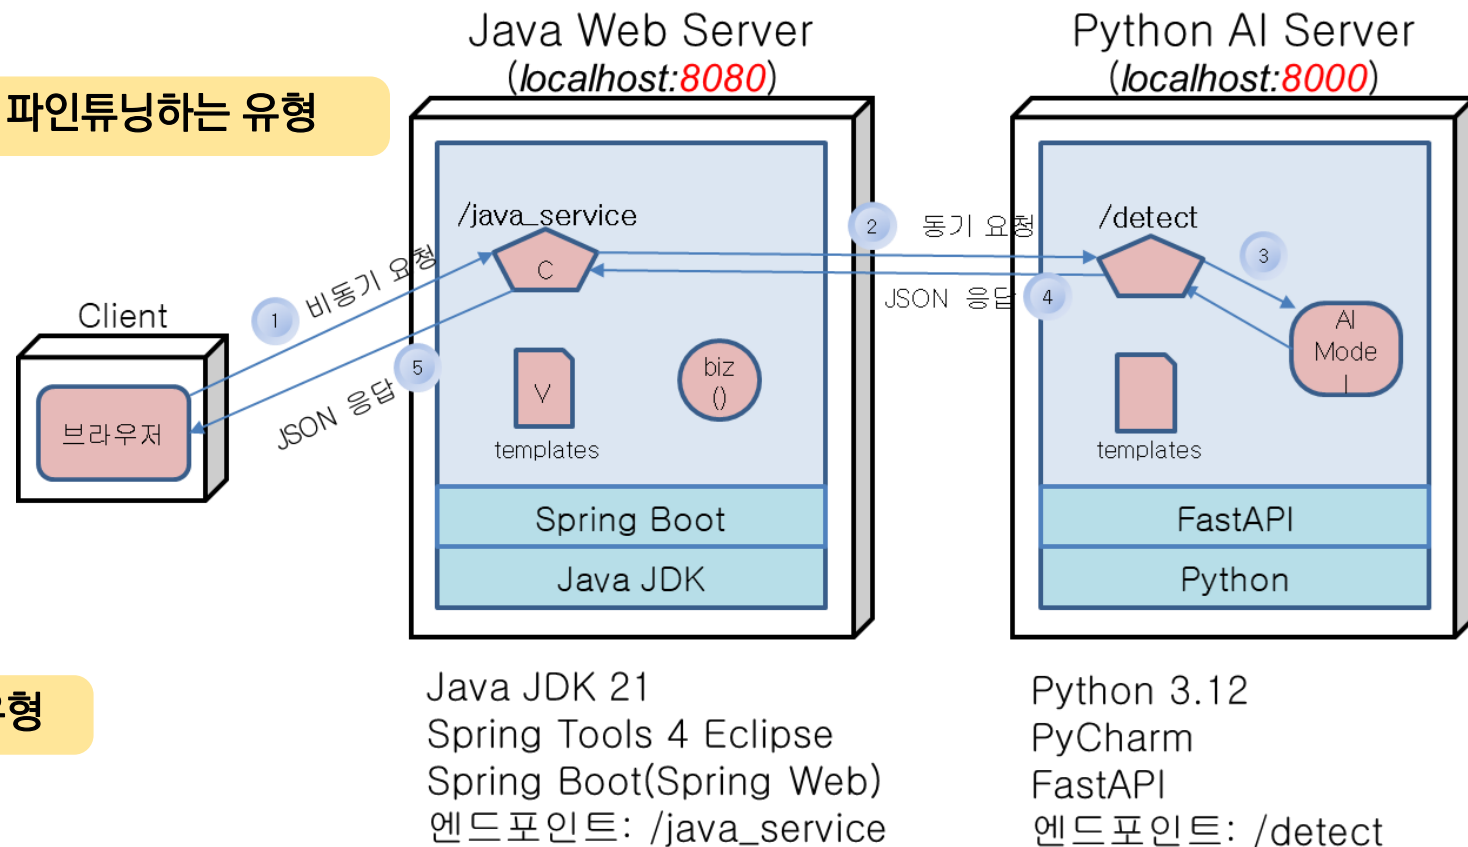 Java Web Server
(localhost:8080)
Python AI Server
(localhost:8000)
파인튜닝하는 유형
/java_service
C
2
동기 요청
/detect
3
JSON 응답
4
Client
1
비동기 요청
브라우저
5
JSON 응답
V
templates
biz
()
AI
Mode
l
templates
Spring Boot
Java JDK
FastAPI
Python
유형
Java JDK 21
Spring Tools 4 Eclipse
Spring Boot(Spring Web)
엔드포인트: /java_service
Python 3.12
PyCharm
FastAPI
엔드포인트: /detect